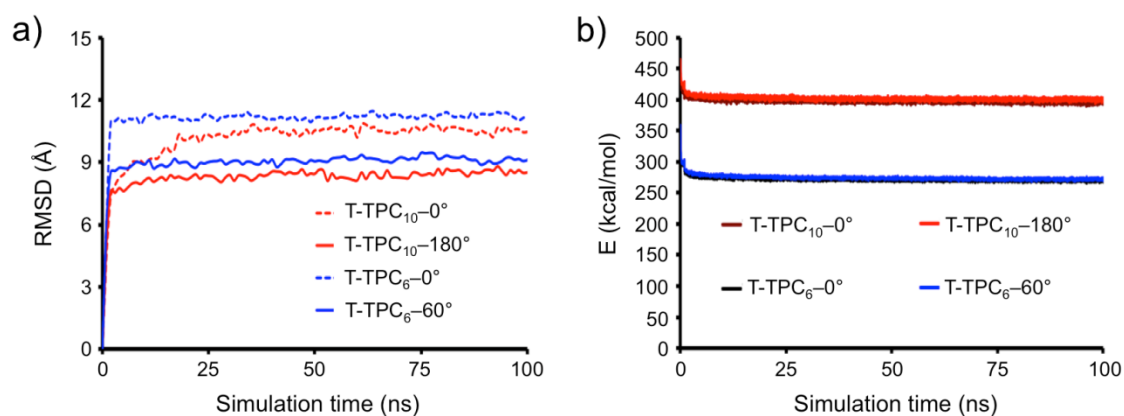 a)
15
12
9
6
3
0
RMSD (Å)
T-TPC₁₀–0°
T-TPC₁₀–180°
T-TPC₆–0°
T-TPC₆–60°
0 25 50 75 100
Simulation time (ns)
b)
500
450
400
350
300
250
200
150
100
50
0
E (kcal/mol)
T-TPC₁₀–0° T-TPC₁₀–180°
T-TPC₆–0° T-TPC₆–60°
0 25 50 75 100
Simulation time (ns)